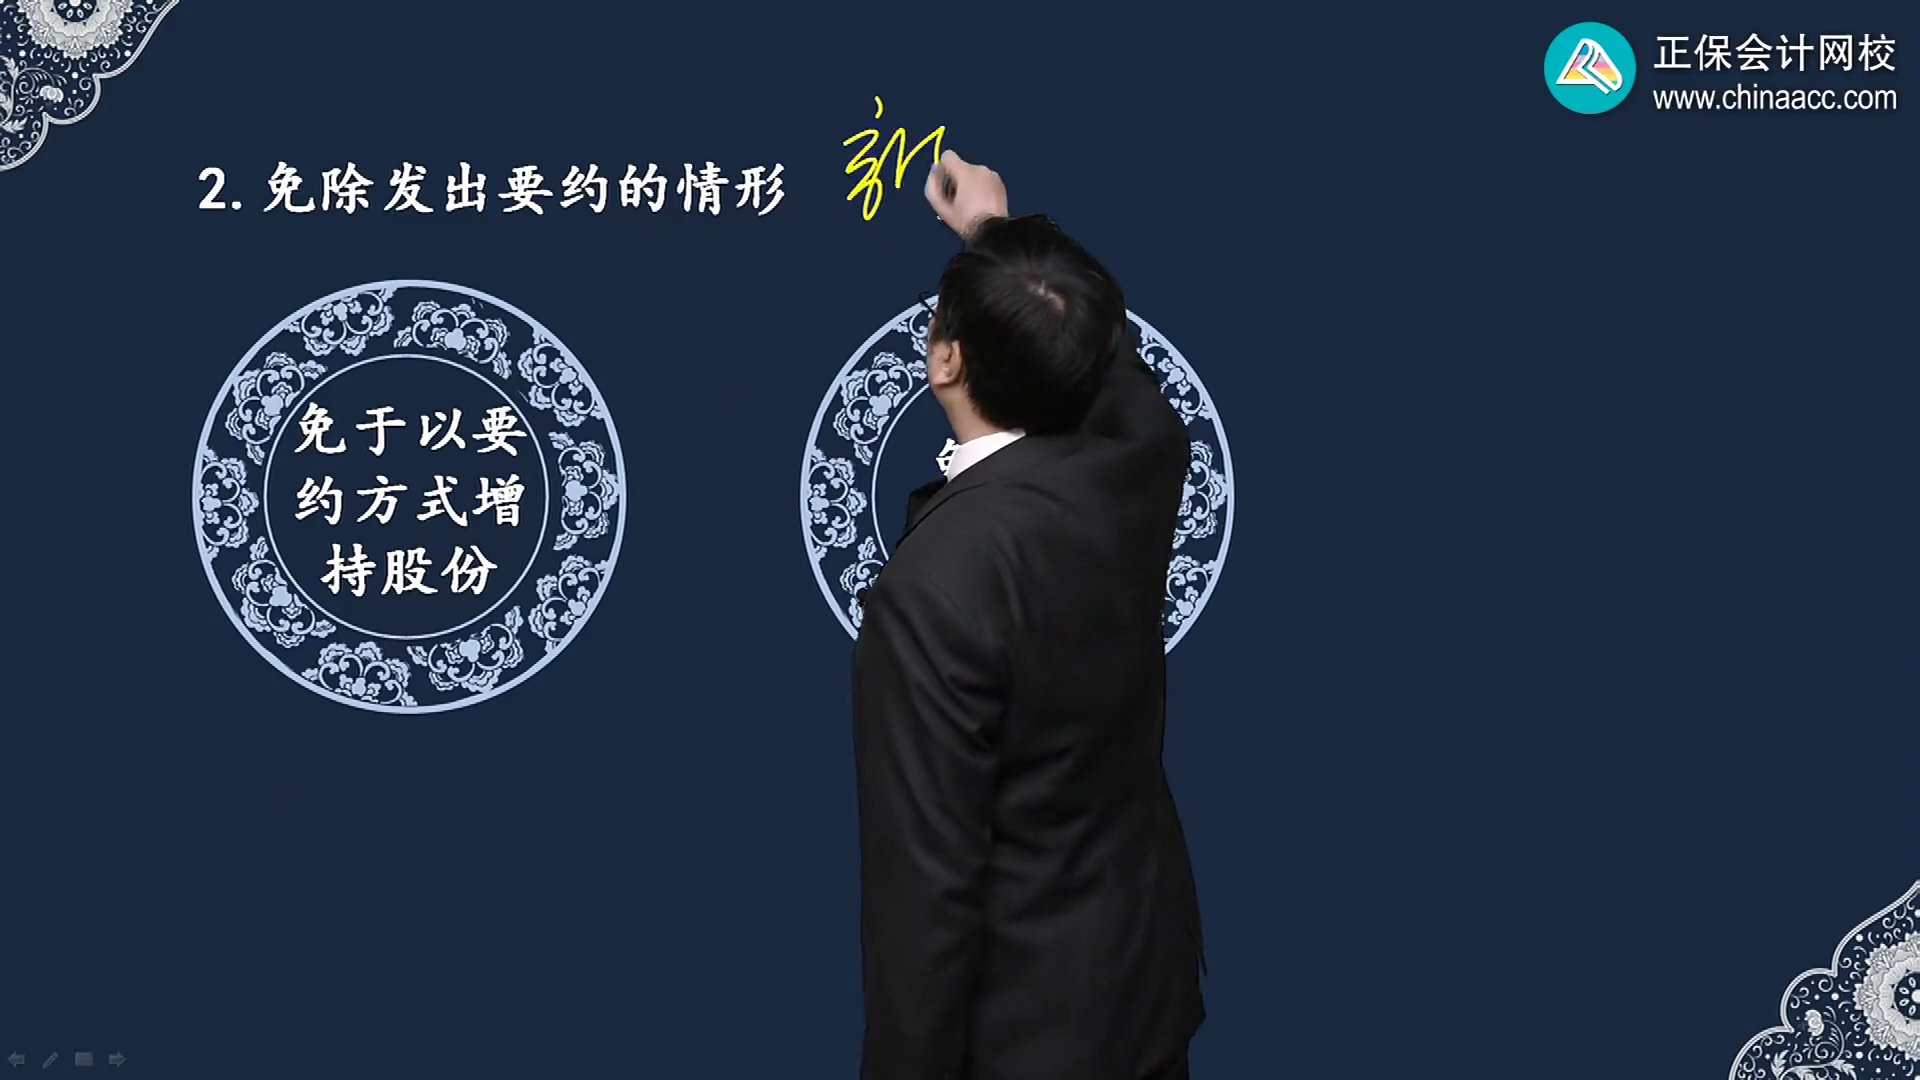 正保会计网校
www.chinaacc.com
2. 免除发出要约的情形
免于以要
约方式增
持股份